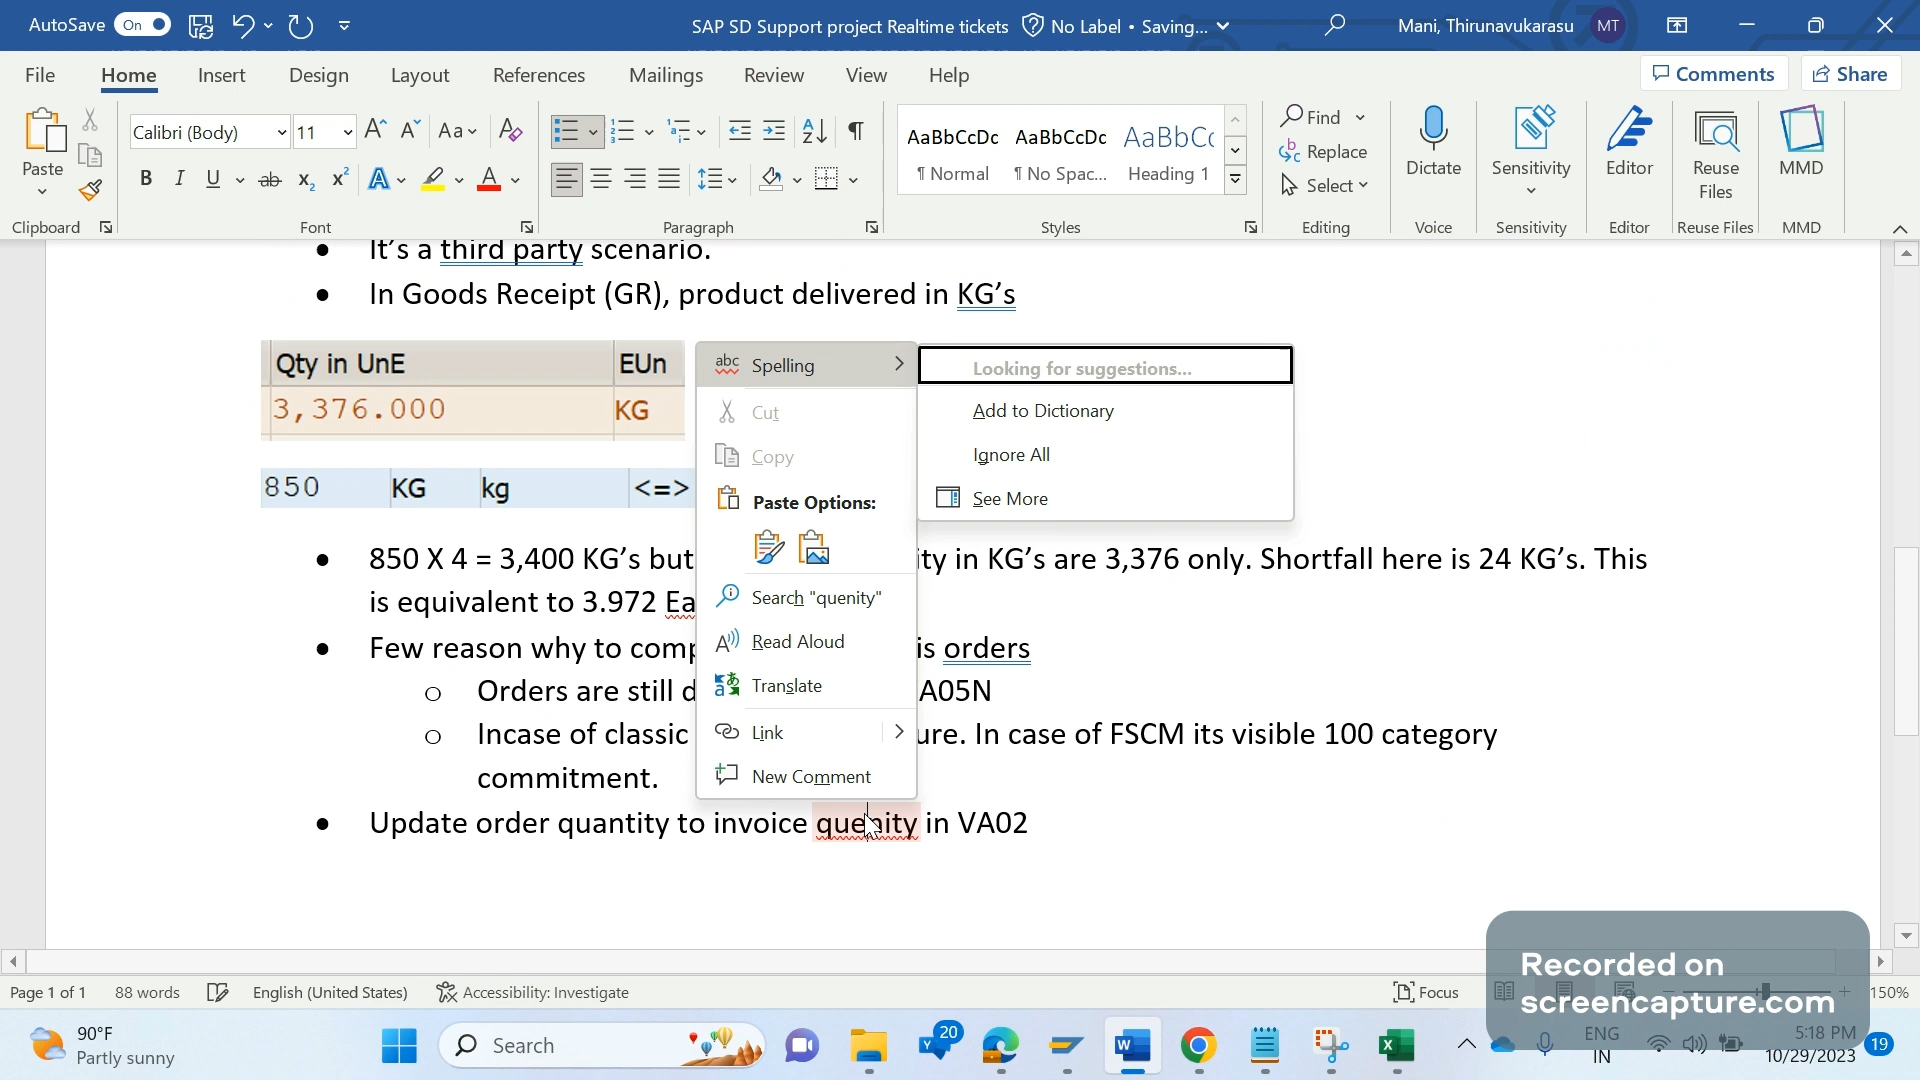 AutoSave On
SAP SD Support project Realtime tickets No Label • Saving...
Mani, Thirunavukarasu MT
File Home Insert Design Layout References Mailings Review View Help
Comments Share
Paste
Clipboard
Calibri (Body) 11
Aa
Font
Paragraph
AaBbCcDc AaBbCcDc AaBbCc
¶ Normal ¶ No Spac... Heading 1
Styles
Find
Replace
Select
Editing
Dictate
Voice
Sensitivity
Sensitivity
Editor
Editor
Reuse
Files
Reuse Files
MMD
MMD
• It's a third party scenario.
• In Goods Receipt (GR), product delivered in KG's
Qty in UnE EUn
3,376.000 KG
850 KG kg <=>
Spelling
Cut
Copy
Paste Options:
Search "quenity"
Read Aloud
Translate
Link
New Comment
Looking for suggestions...
Add to Dictionary
Ignore All
See More
• 850 X 4 = 3,400 KG's but ity in KG's are 3,376 only. Shortfall here is 24 KG's. This
is equivalent to 3.972 Ea
• Few reason why to comp is orders
o Orders are still d A05N
o Incase of classic ure. In case of FSCM its visible 100 category
commitment.
• Update order quantity to invoice quenity in VA02
Page 1 of 1 88 words English (United States) Accessibility: Investigate
Focus 150%
Recorded on
screencapture.com
90°F
Partly sunny
Search
20
ENG
IN
5:18 PM
10/29/2023
19